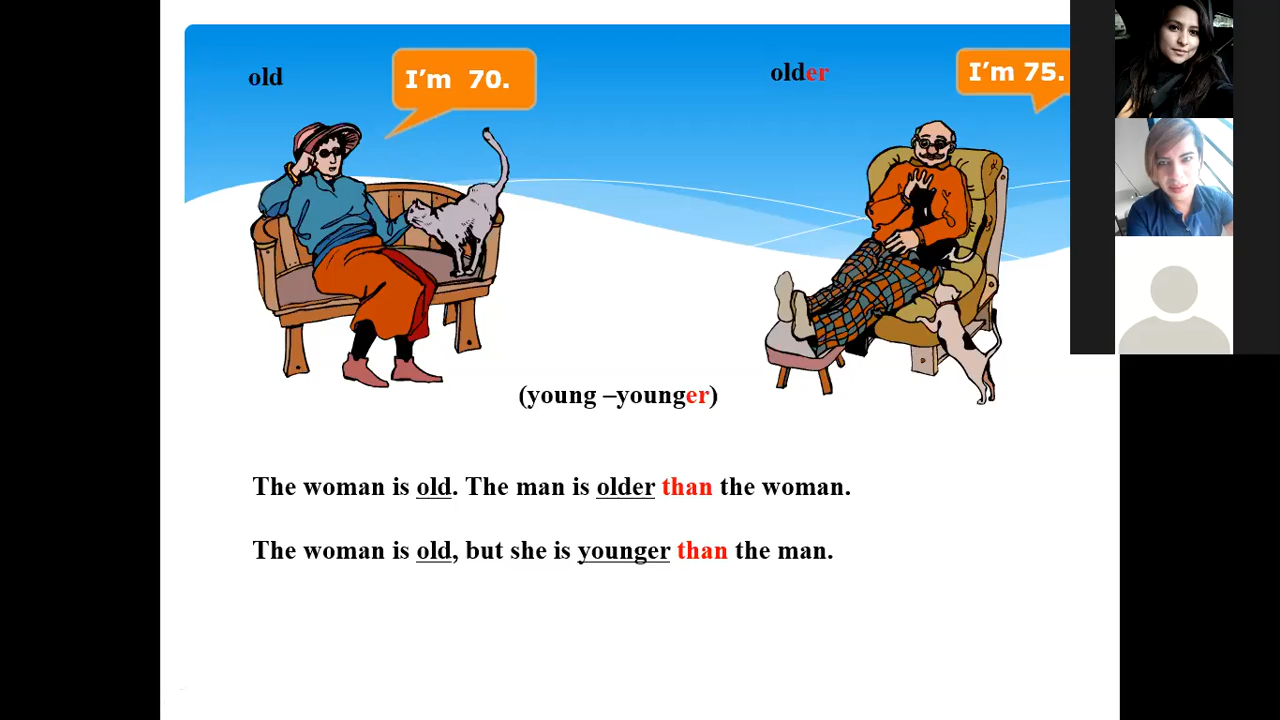 old
I'm 70.
older
I'm 75.
(young –younger)
The woman is old. The man is older than the woman.
The woman is old, but she is younger than the man.